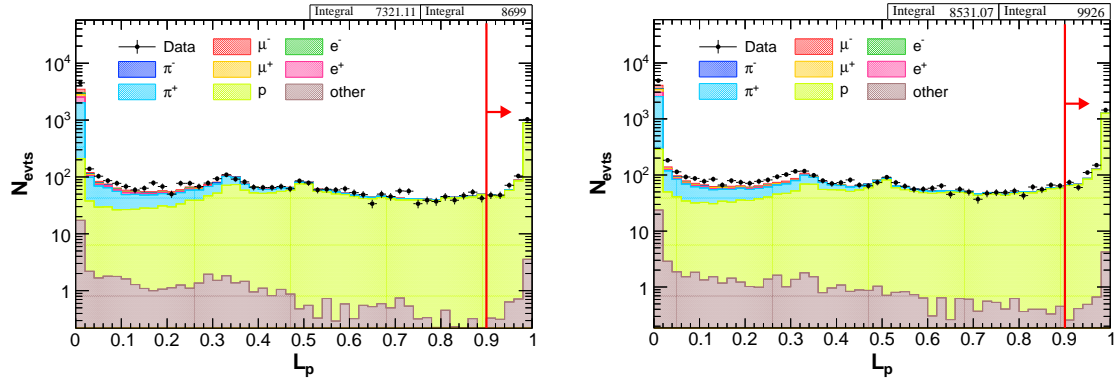 Integral 7321.11 Integral 8699
Data μ⁻ e⁻
π⁻ μ⁺ e⁺
π⁺ p other
N_evts
10⁴
10³
10²
10
1
0 0.1 0.2 0.3 0.4 0.5 0.6 0.7 0.8 0.9 1
L_p
Integral 8531.07 Integral 9926
Data μ⁻ e⁻
π⁻ μ⁺ e⁺
π⁺ p other
N_evts
10⁴
10³
10²
10
1
0 0.1 0.2 0.3 0.4 0.5 0.6 0.7 0.8 0.9 1
L_p